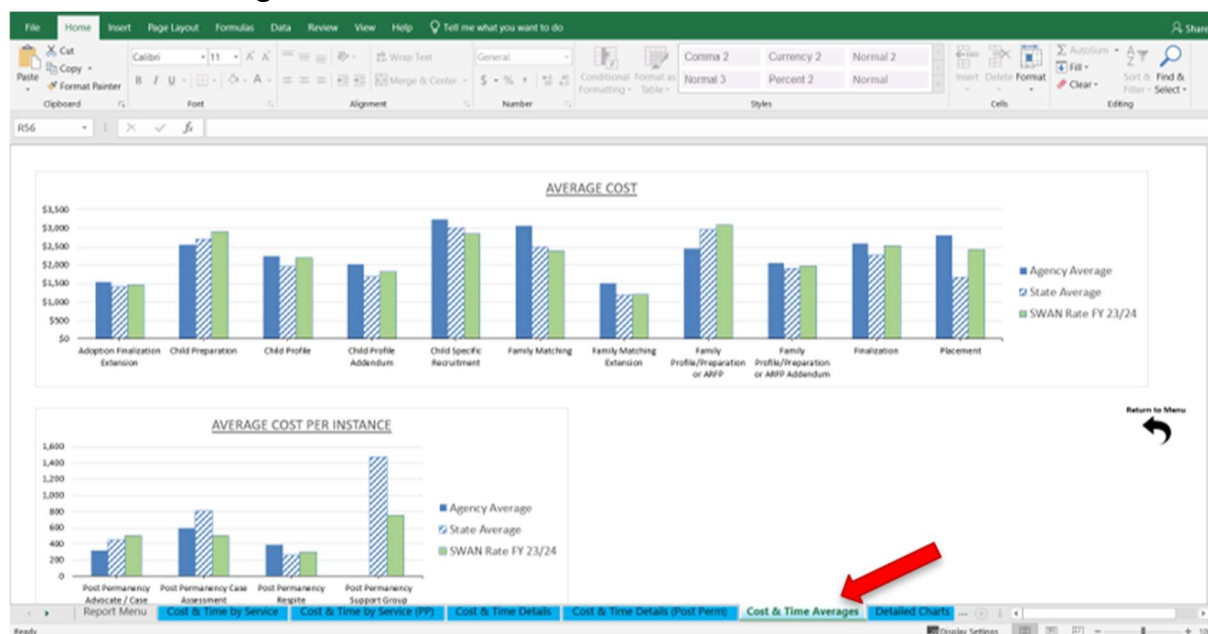 File Home Insert Page Layout Formulas Data Review View Help Tell me what you want to do Share
Cut
Copy
Format Painter
Paste
Calibri 11
Wrap Text
Merge & Center
General
Conditional Formatting
Format as Table
Comma 2 Currency 2 Normal 2
Normal 3 Percent 2 Normal
Insert Delete Format
AutoSum
Fill
Clear
Sort & Filter
Find & Select
Clipboard Font Alignment Number Styles Cells Editing
R56
AVERAGE COST
$3,500
$3,000
$2,500
$2,000
$1,500
$1,000
$500
$0
Adoption Finalization Extension
Child Preparation
Child Profile
Child Profile Addendum
Child Specific Recruitment
Family Matching
Family Matching Extension
Family Profile/Preparation or ARFP
Family Profile/Preparation or ARFP Addendum
Finalization
Placement
Agency Average
State Average
SWAN Rate FY 23/24
Return to Menu
AVERAGE COST PER INSTANCE
1,600
1,400
1,200
1,000
800
600
400
200
0
Post Permanency Advocate / Case
Post Permanency Case Assessment
Post Permanency Respite
Post Permanency Support Group
Agency Average
State Average
SWAN Rate FY 23/24
Report Menu Cost & Time by Service Cost & Time by Service (PP) Cost & Time Details Cost & Time Details (Post Perm) Cost & Time Averages Detailed Charts ...
Ready Display Settings